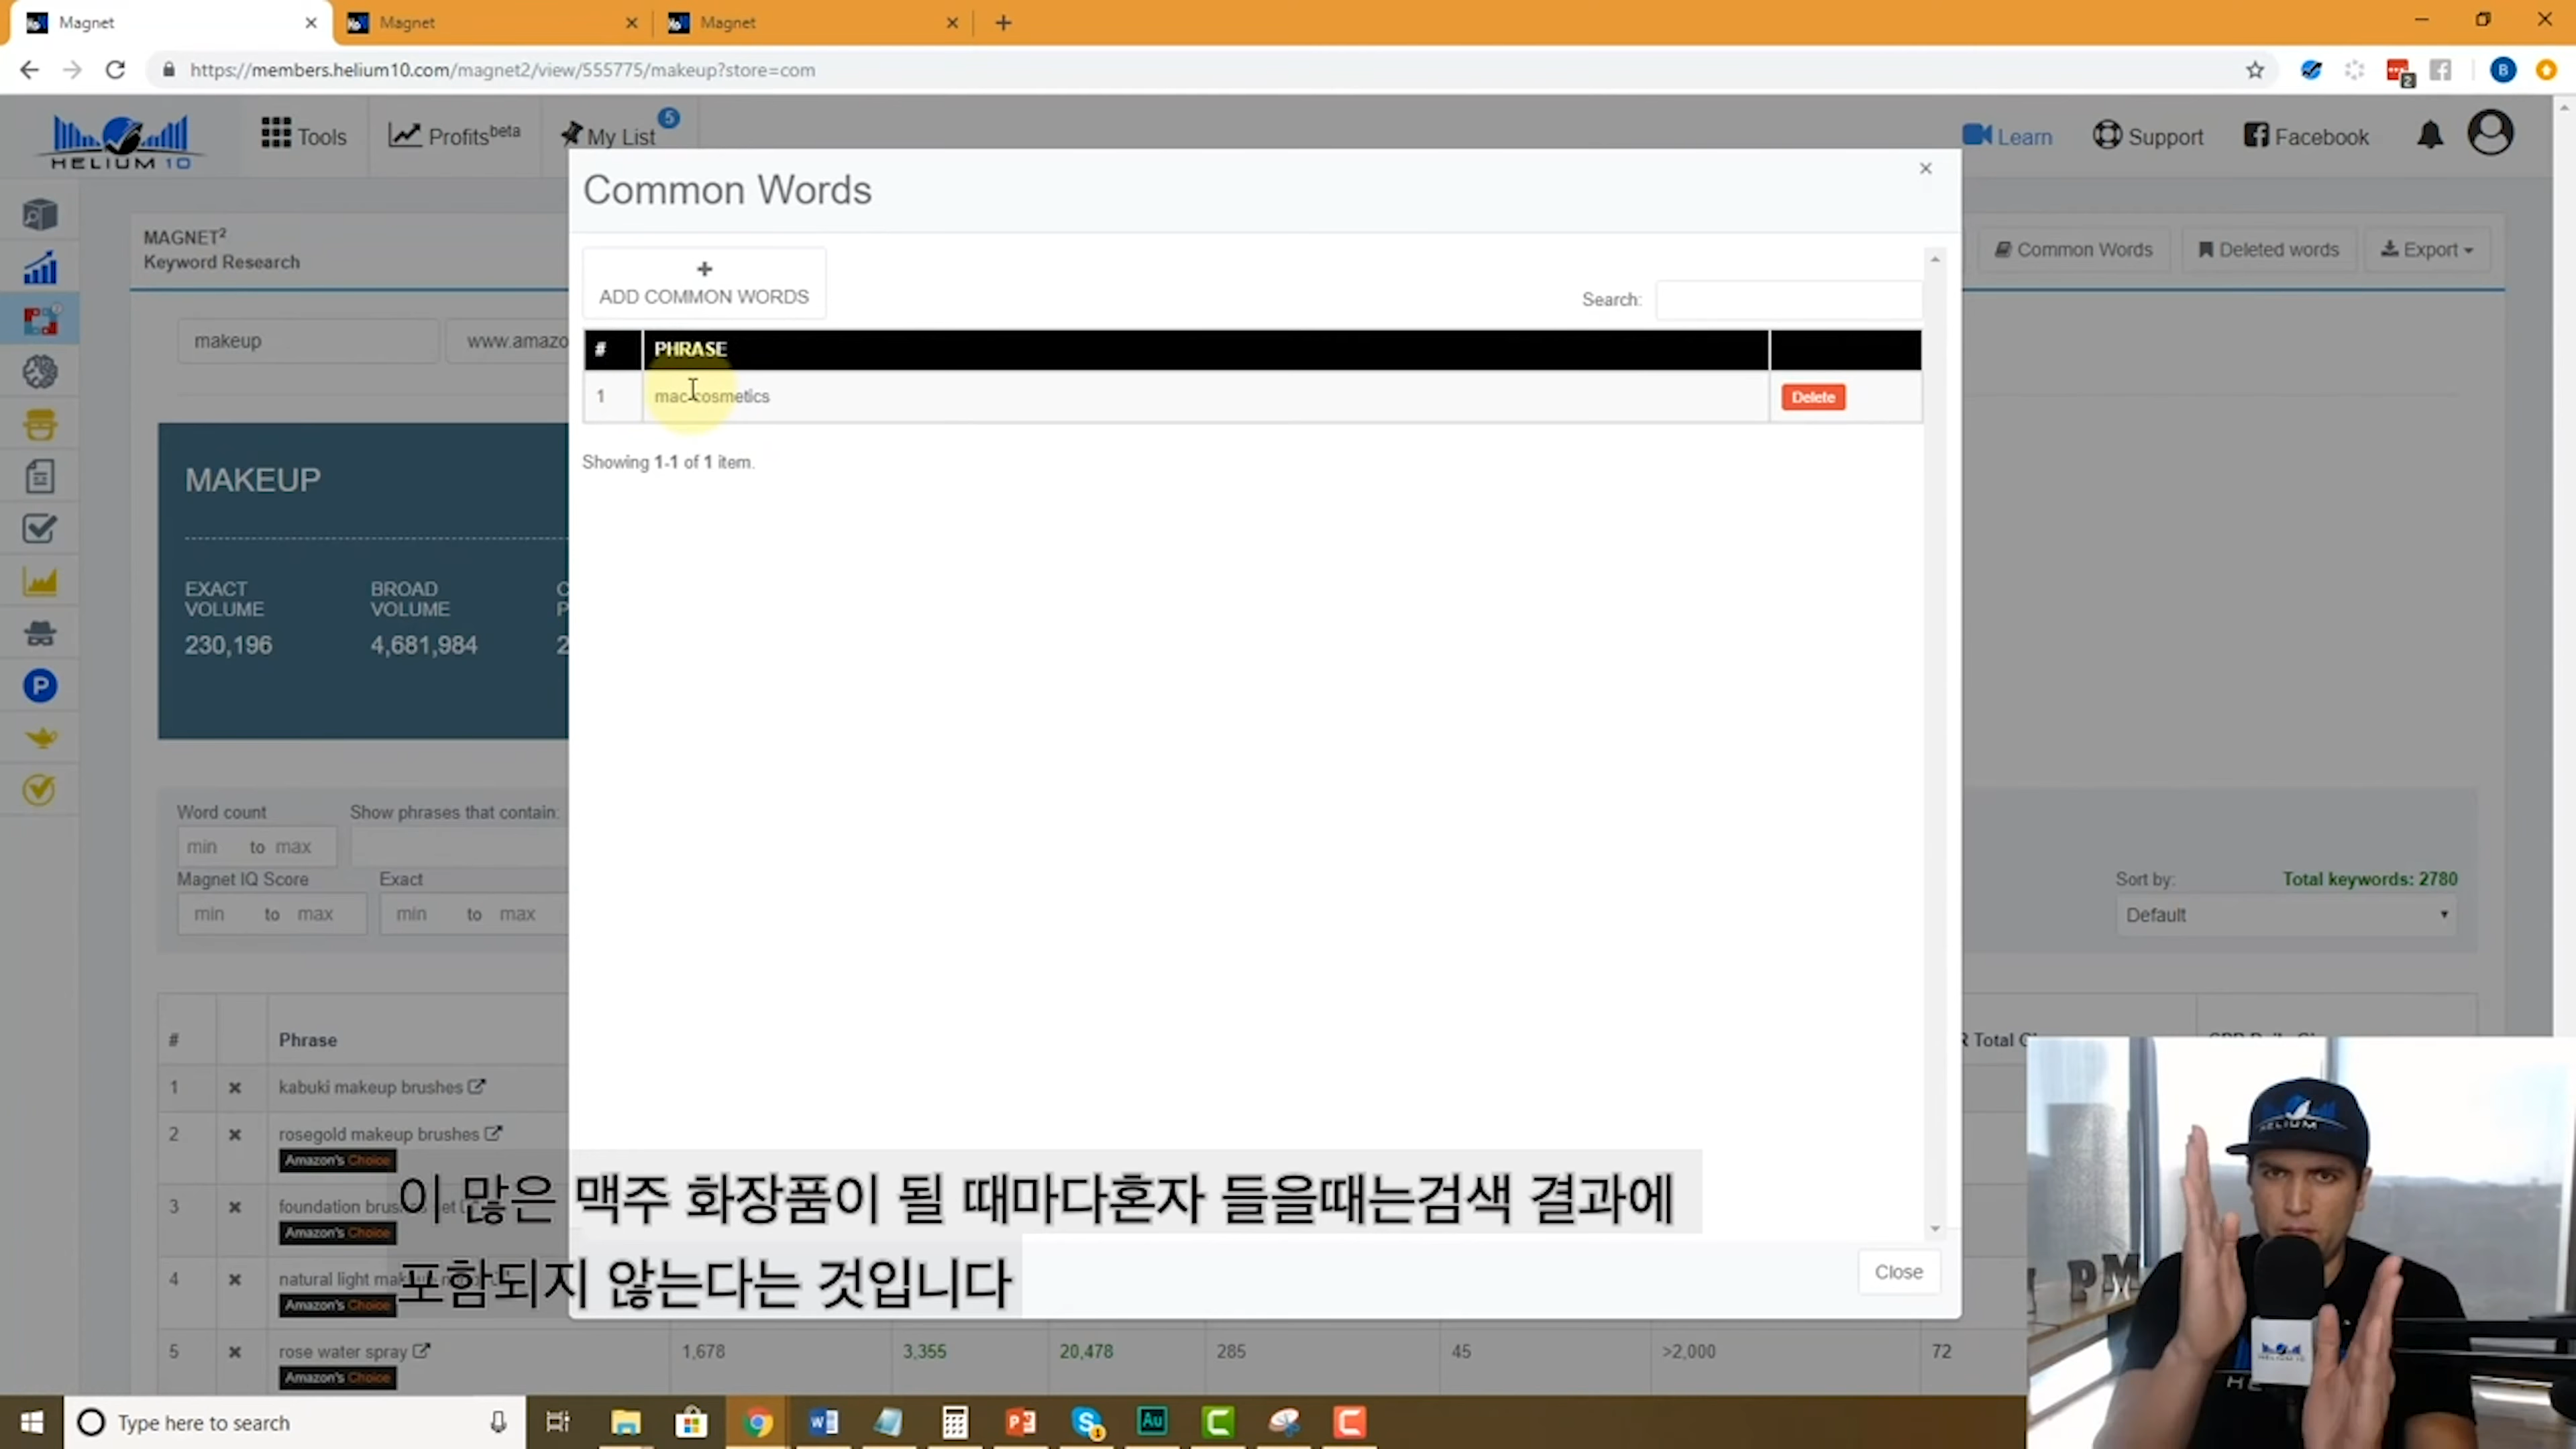 Magnet
Magnet
Magnet
https://members.helium10.com/magnet2/view/555775/makeup?store=com
2
B
HELIUM 10
Tools
Profits beta
My List
5
Learn
Support
Facebook
Common Words
MAGNET²
Keyword Research
Common Words
Deleted words
Export
ADD COMMON WORDS
Search:
makeup
www.amazo
# PHRASE
1 mac cosmetics Delete
Showing 1-1 of 1 item.
MAKEUP
EXACT VOLUME
BROAD VOLUME
230,196
4,681,984
Word count
Show phrases that contain:
min to max
Magnet IQ Score
Exact
min to max
min to max
Sort by:
Total keywords: 2780
Default
# Phrase
R Total
1 kabuki makeup brushes
2 rosegold makeup brushes
Amazon's Choice
이 많은 맥주 화장품이 될 때마다혼자 들을때는검색 결과에
포함되지 않는다는 것입니다
3 foundation
Amazon's Choice
4 natural light
Amazon's Choice
Close
5 rose water spray 1,678 3,355 20,478 285 45 >2,000 72
Amazon's Choice
Type here to search
HELIUM
PM
HELIUM 10